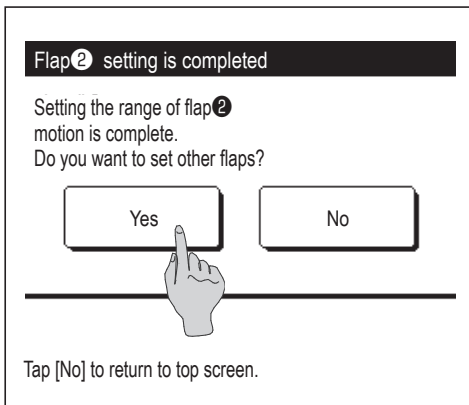 Flap❷ setting is completed
Setting the range of flap❷
motion is complete.
Do you want to set other flaps?
Yes
No
Tap [No] to return to top screen.